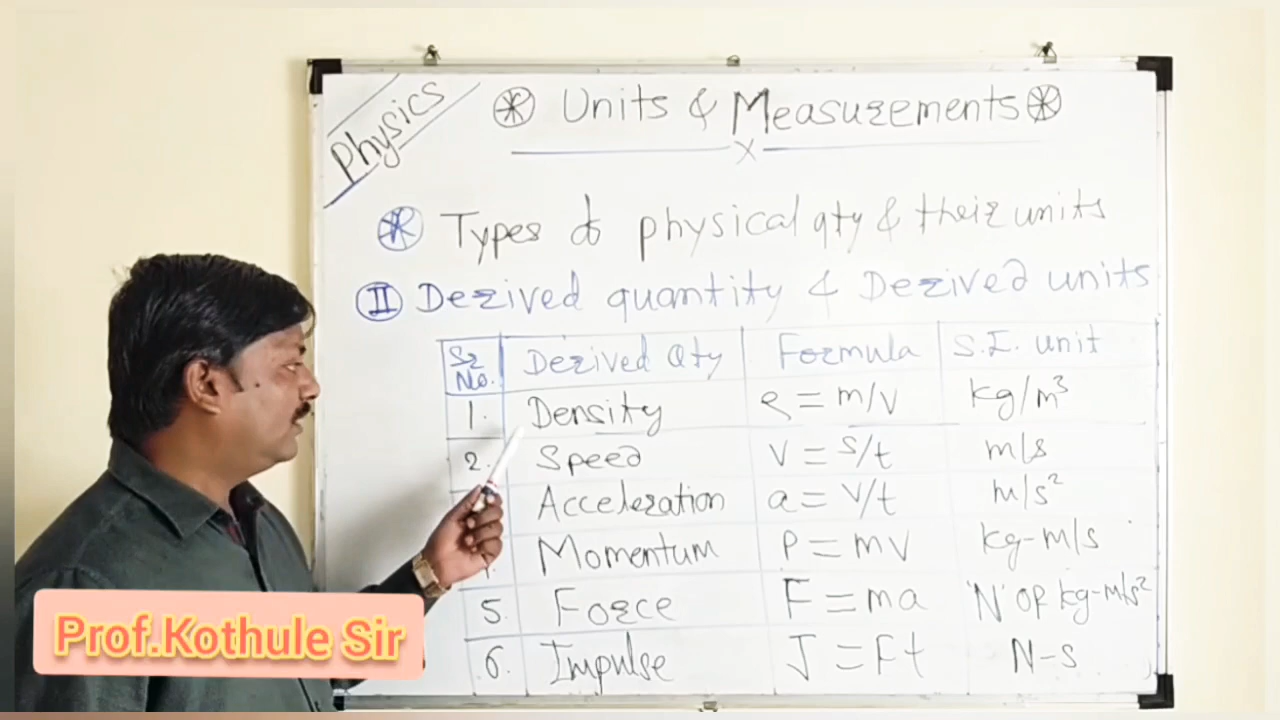 Physics
Units & Measurements
Types of physical qty & their units
II Derived quantity & Derived units
Sr No. Derived Qty Formula S.I. unit
1. Density ρ = m/v kg/m³
2. Speed v = s/t m/s
Acceleration a = v/t m/s²
Momentum P = mv kg-m/s
5. Force F = ma 'N' OR kg-m/s²
6. Impulse J = Ft N-s
Prof.Kothule Sir